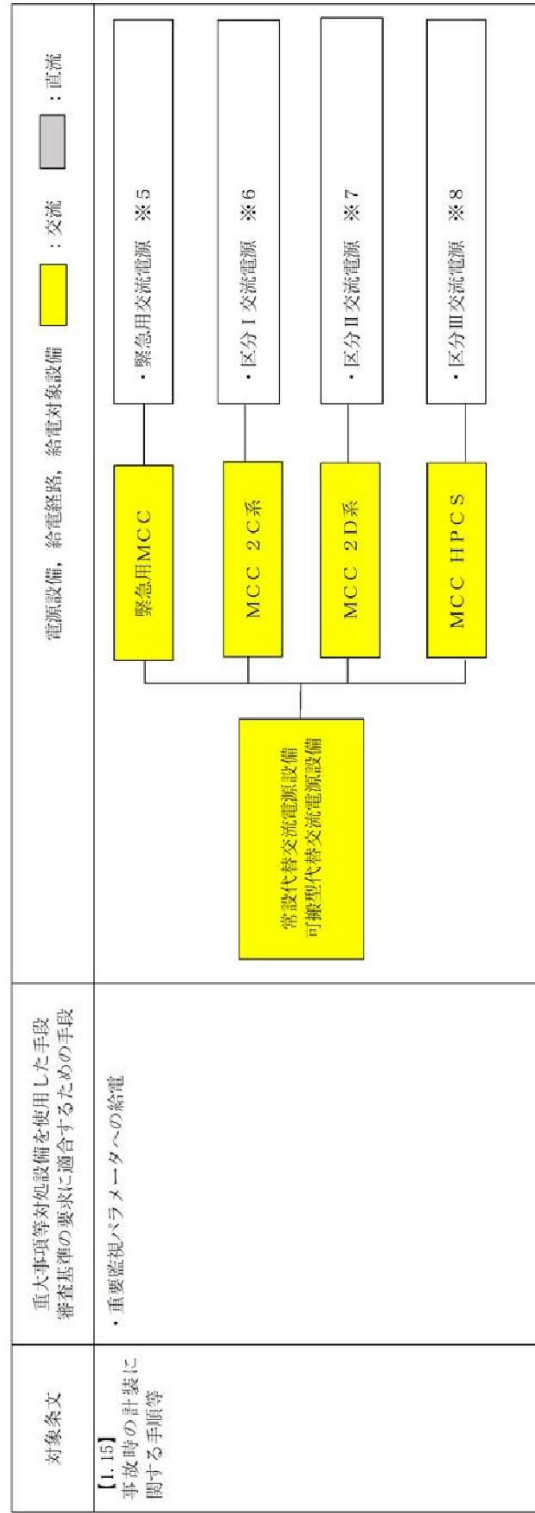 対象条文
重大事項等対処設備を使用した手段
審査基準の要求に適合するための手段
電源設備，給電経路，給電対象設備
：交流
：直流
【1.15】
事故時の計装に
関する手順等
・重要監視パラメータへの給電
常設代替交流電源設備
可搬型代替交流電源設備
緊急用MCC
・緊急用交流電源　※5
MCC 2C系
・区分Ⅰ交流電源　※6
MCC 2D系
・区分Ⅱ交流電源　※7
MCC HPCS
・区分Ⅲ交流電源　※8